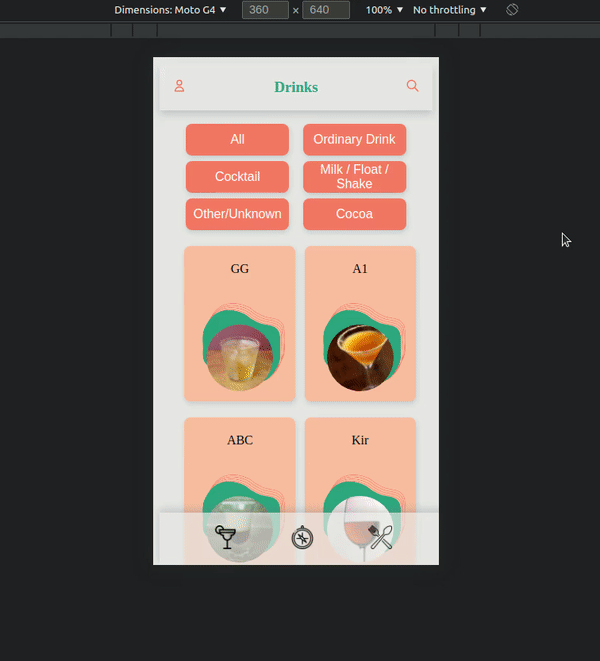 Dimensions: Moto G4 ▼ 360 × 640 100% ▼ No throttling ▼
Drinks
All Ordinary Drink
Cocktail Milk / Float /
Shake
Other/Unknown Cocoa
GG A1
ABC Kir